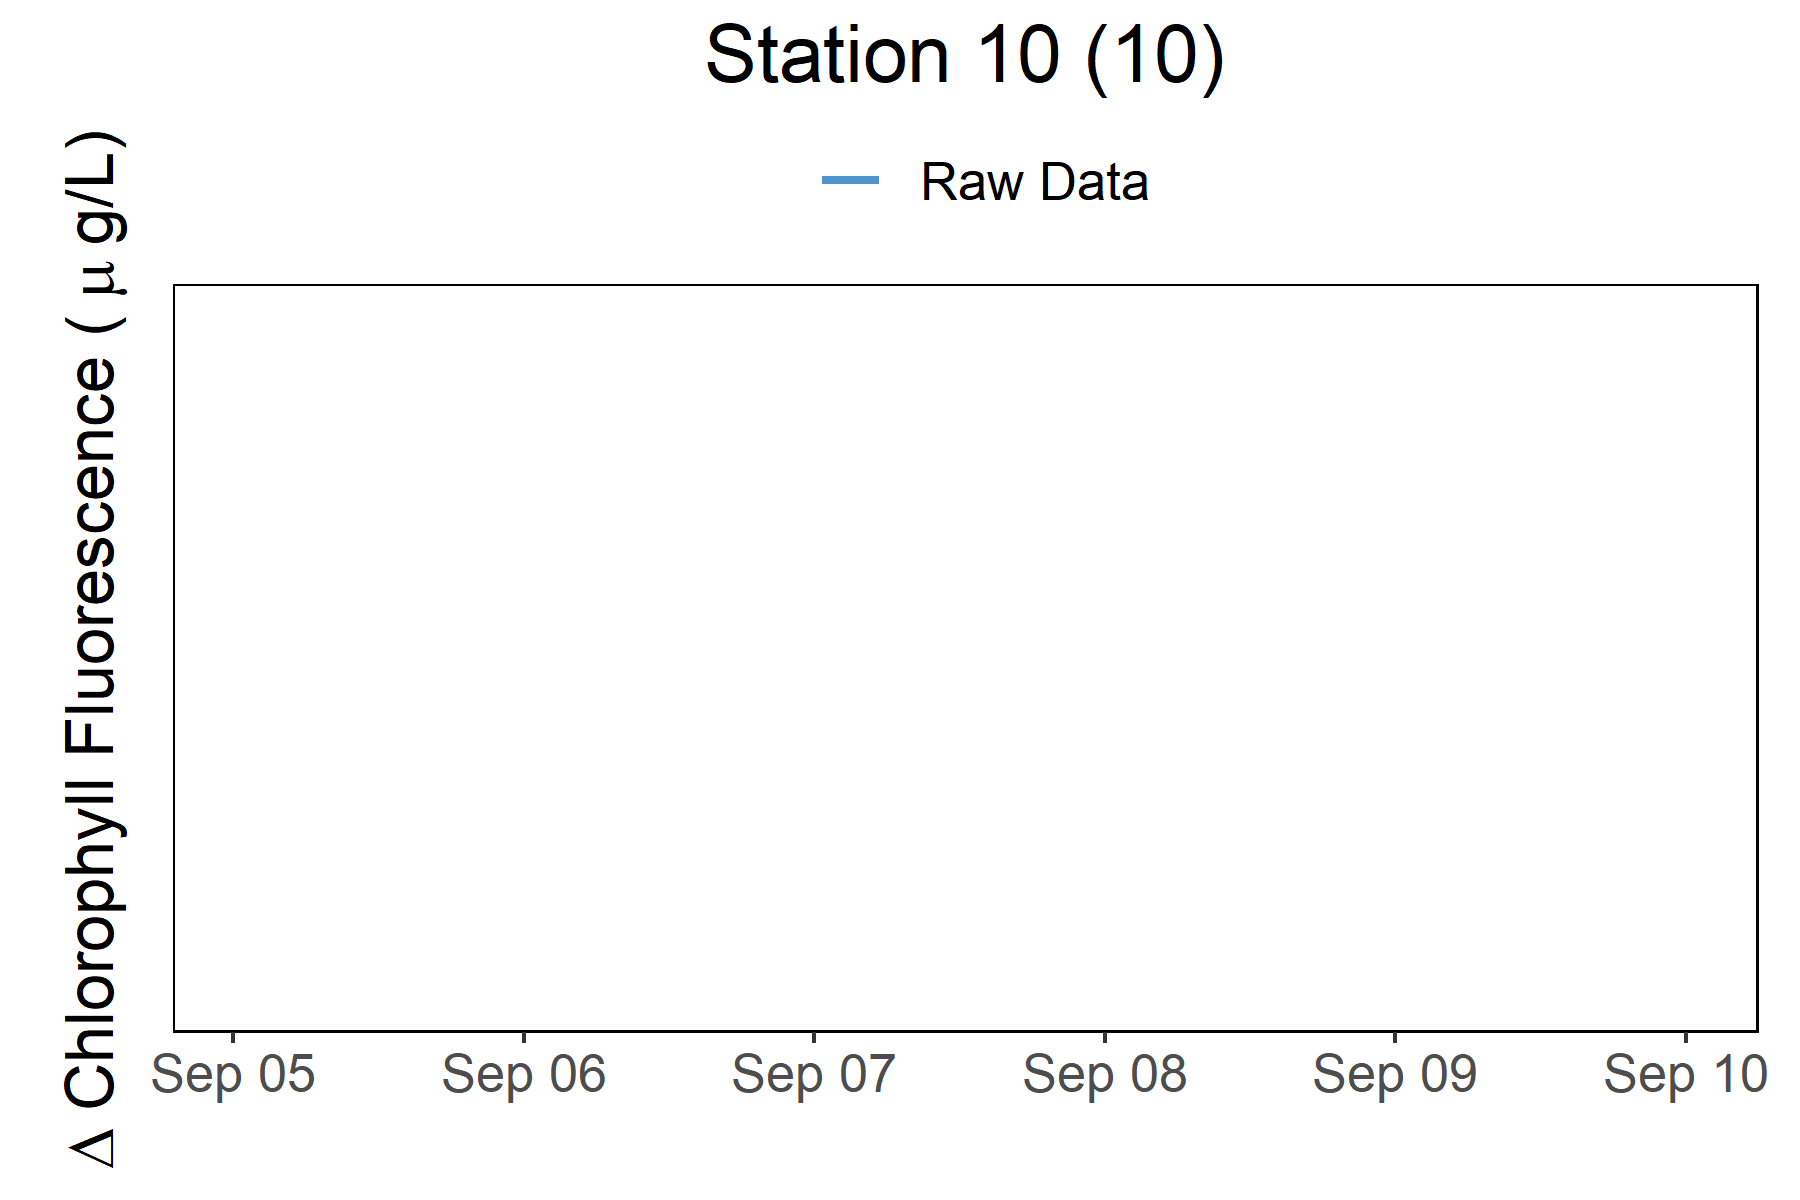 Station 10 (10)
Raw Data
Δ Chlorophyll Fluorescence ( μ g/L)
Sep 05
Sep 06
Sep 07
Sep 08
Sep 09
Sep 10